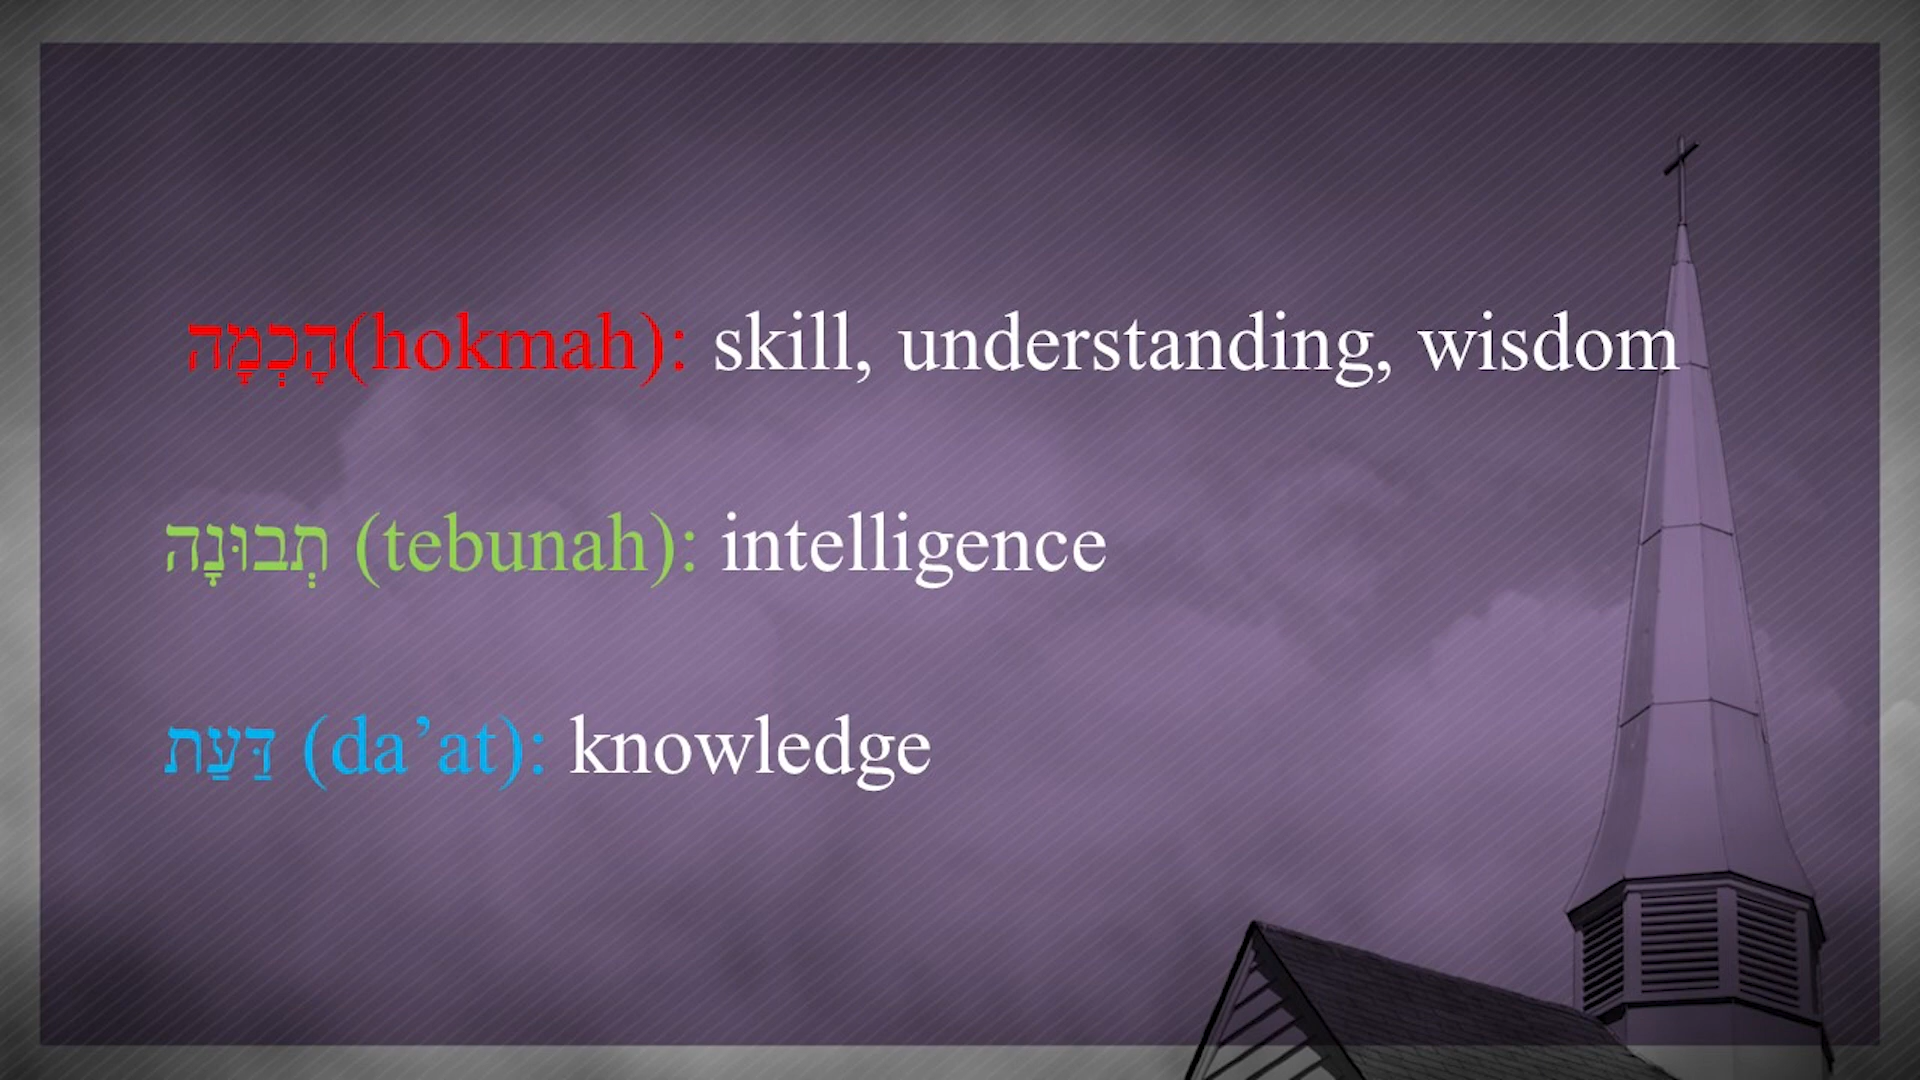 הָכְמָה(hokmah): skill, understanding, wisdom
תְבוּנָה (tebunah): intelligence
דַּעַת (da’at): knowledge